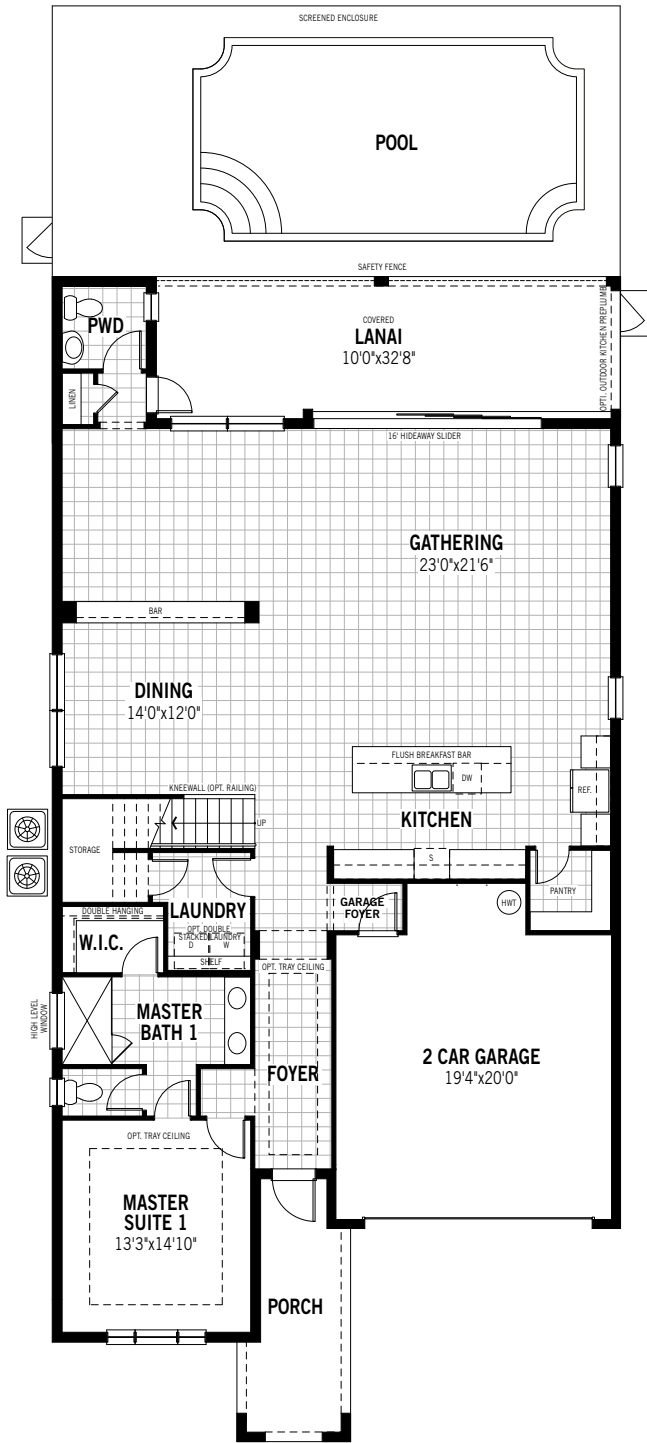 SCREENED ENCLOSURE
POOL
SAFETY FENCE
PWD
COVERED
LANAI
10'0"x32'8"
OPTI. OUTDOOR KITCHEN PREPLUMB
LINEN
16' HIDEAWAY SLIDER
GATHERING
23'0"x21'6"
BAR
DINING
14'0"x12'0"
FLUSH BREAKFAST BAR
DW
REF.
KNEEWALL (OPT. RAILING)
UP
KITCHEN
STORAGE
S
PANTRY
LAUNDRY
GARAGE
FOYER
HWT
DOUBLE HANGING
OPT. DOUBLE
STACKED LAUNDRY
D W
SHELF
W.I.C.
OPT. TRAY CEILING
HIGH LEVEL
WINDOW
MASTER
BATH 1
FOYER
2 CAR GARAGE
19'4"x20'0"
OPT. TRAY CEILING
MASTER
SUITE 1
13'3"x14'10"
PORCH